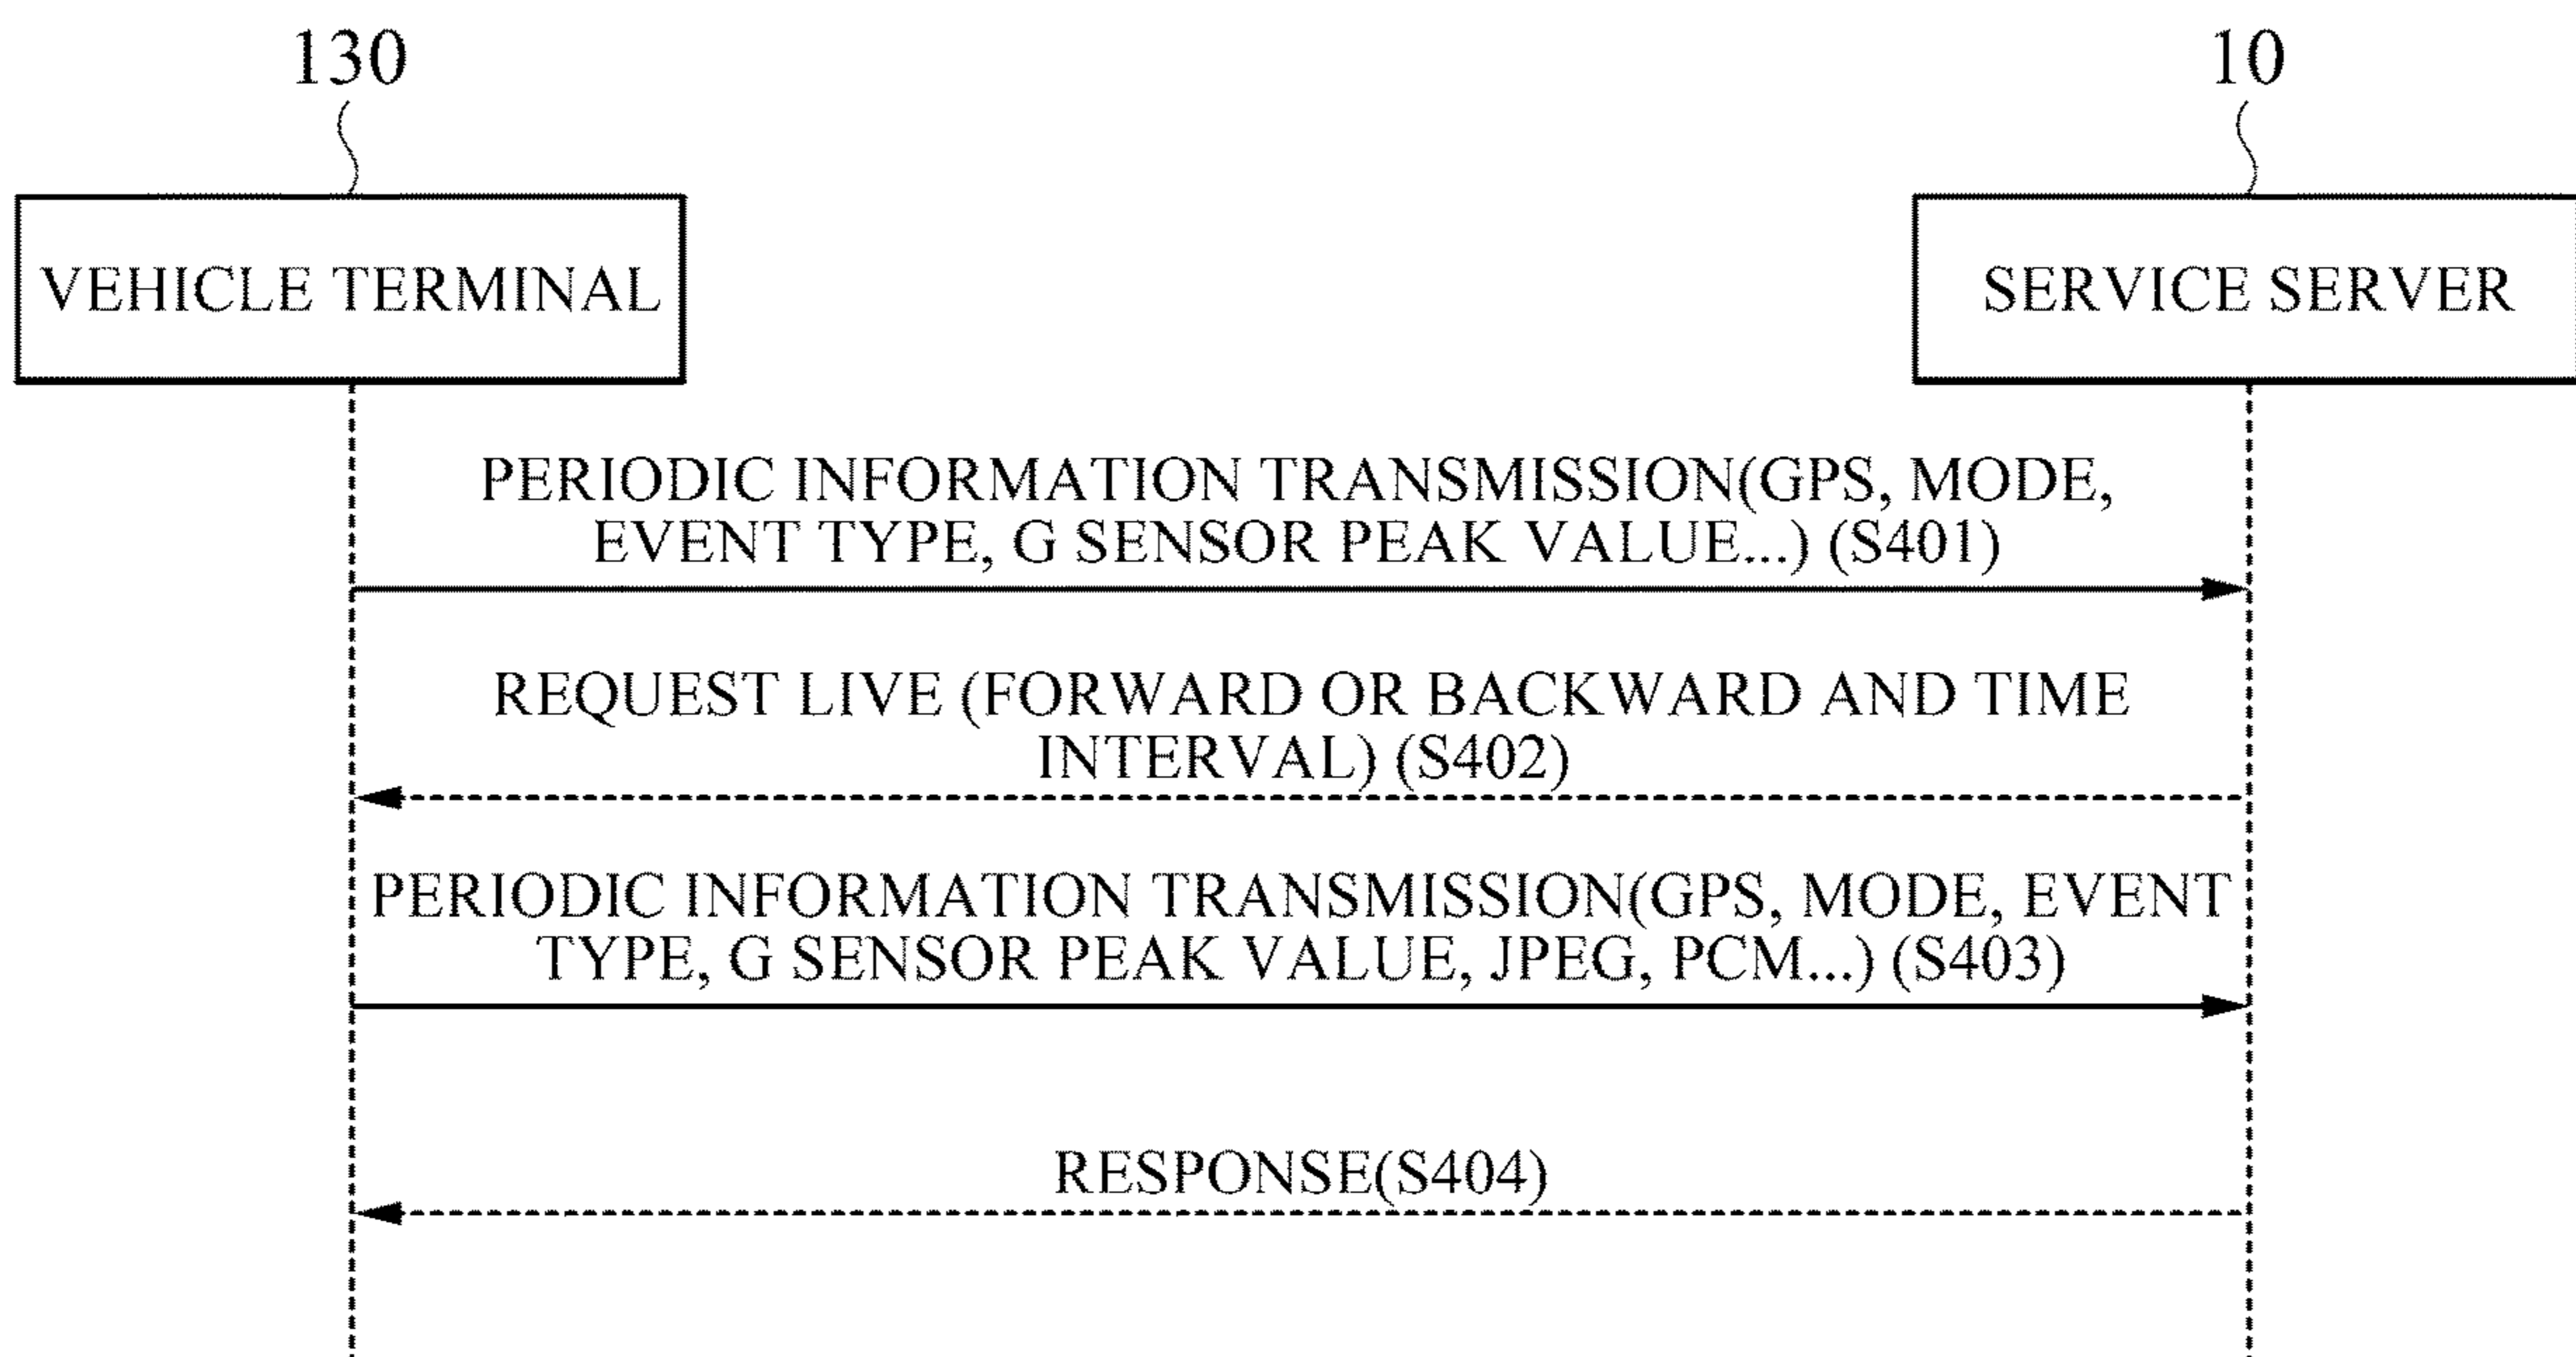 130
10
VEHICLE TERMINAL
SERVICE SERVER
PERIODIC INFORMATION TRANSMISSION(GPS, MODE,
EVENT TYPE, G SENSOR PEAK VALUE...) (S401)
REQUEST LIVE (FORWARD OR BACKWARD AND TIME
INTERVAL) (S402)
PERIODIC INFORMATION TRANSMISSION(GPS, MODE, EVENT
TYPE, G SENSOR PEAK VALUE, JPEG, PCM...) (S403)
RESPONSE(S404)